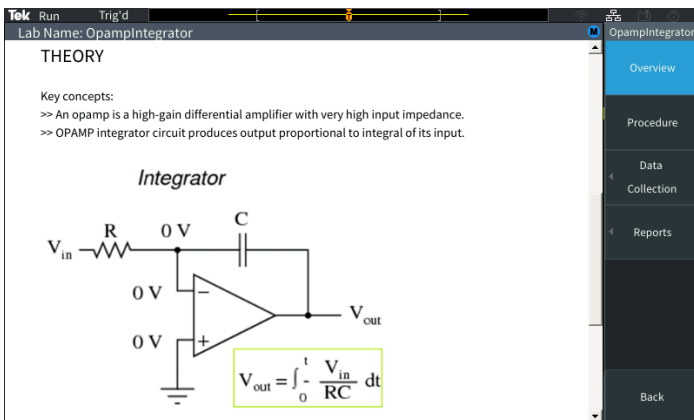 Tek Run Trig'd
Lab Name: OpampIntegrator
M
OpampIntegrator
THEORY
Key concepts:
>> An opamp is a high-gain differential amplifier with very high input impedance.
>> OPAMP integrator circuit produces output proportional to integral of its input.
Integrator
R
0 V
C
Vin
0 V
−
0 V
+
Vout
Vout = ∫ - Vin/RC dt
t
0
Overview
Procedure
Data
Collection
Reports
Back